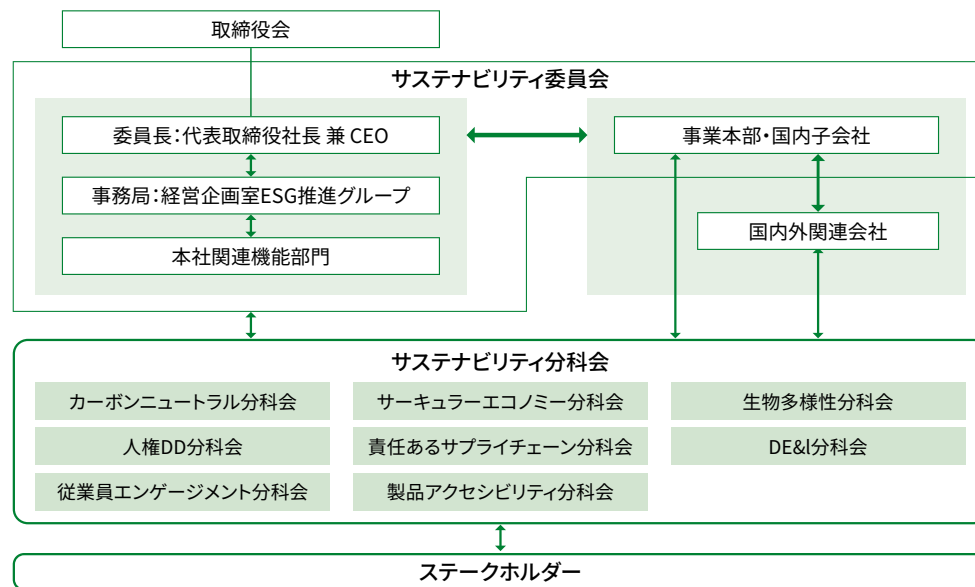 取締役会
サステナビリティ委員会
委員長：代表取締役社長 兼 CEO
事務局：経営企画室ESG推進グループ
本社関連機能部門
事業本部・国内子会社
国内外関連会社
サステナビリティ分科会
カーボンニュートラル分科会
サーキュラーエコノミー分科会
生物多様性分科会
人権DD分科会
責任あるサプライチェーン分科会
DE&l分科会
従業員エンゲージメント分科会
製品アクセシビリティ分科会
ステークホルダー